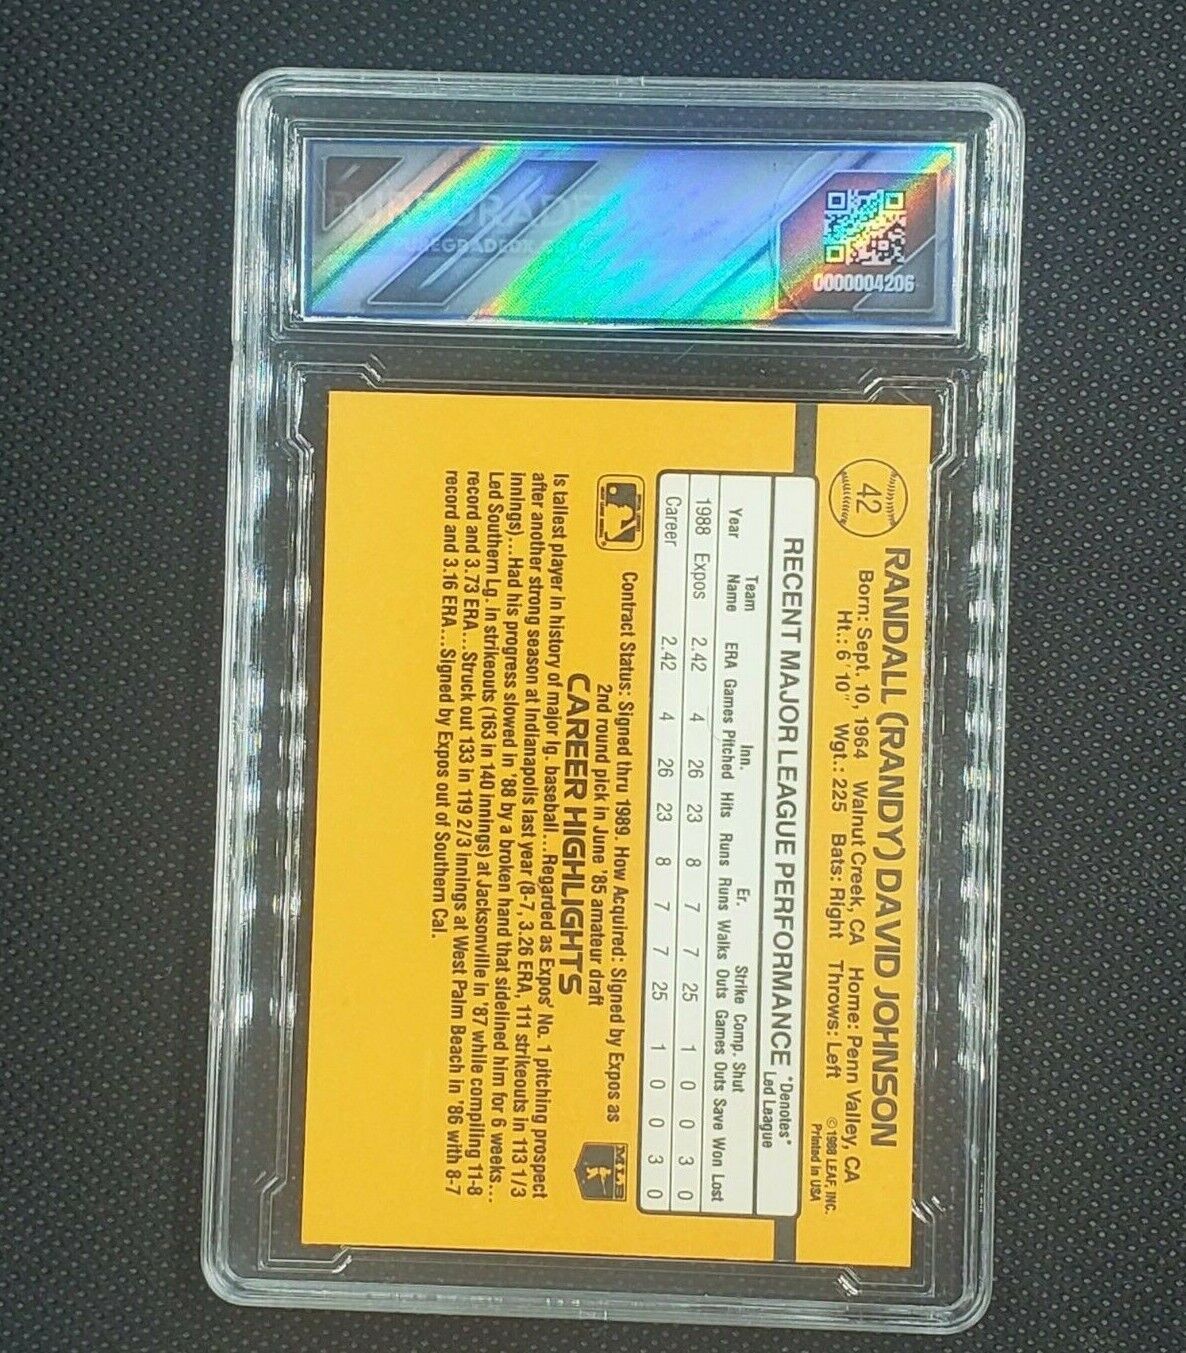 0000004206
42
RANDALL (RANDY) DAVID JOHNSON
Born: Sept. 10, 1964 Walnut Creek, CA Home: Penn Valley, CA
Ht.: 6'10" Wgt.: 225 Bats: Right Throws: Left
© 1988 LEAF, INC.
Printed in USA
RECENT MAJOR LEAGUE PERFORMANCE *Denotes*
Led League
Team Inn. Er. Strike Comp. Shut
Year Name ERA Games Pitched Hits Runs Runs Walks Outs Games Outs Save Won Lost
1988 Expos 2.42 4 26 23 8 7 7 25 1 0 0 3 0
Career 2.42 4 26 23 8 7 7 25 1 0 0 3 0
Contract Status: Signed thru 1989. How Acquired: Signed by Expos as
2nd round pick in June '85 amateur draft
MLB
CAREER HIGHLIGHTS
Is tallest player in history of major lg. baseball....Regarded as Expos' No. 1 pitching prospect
after another strong season at Indianapolis last year (8-7, 3.26 ERA, 111 strikeouts in 113 1/3
innings)....Had his progress slowed in '88 by a broken hand that sidelined him for 6 weeks...
Led Southern Lg. in strikeouts (163 in 140 innings) at Jacksonville in '87 while compiling 11-8
record and 3.73 ERA....Struck out 133 in 119 2/3 innings at West Palm Beach in '86 with 8-7
record and 3.16 ERA....Signed by Expos out of Southern Cal.